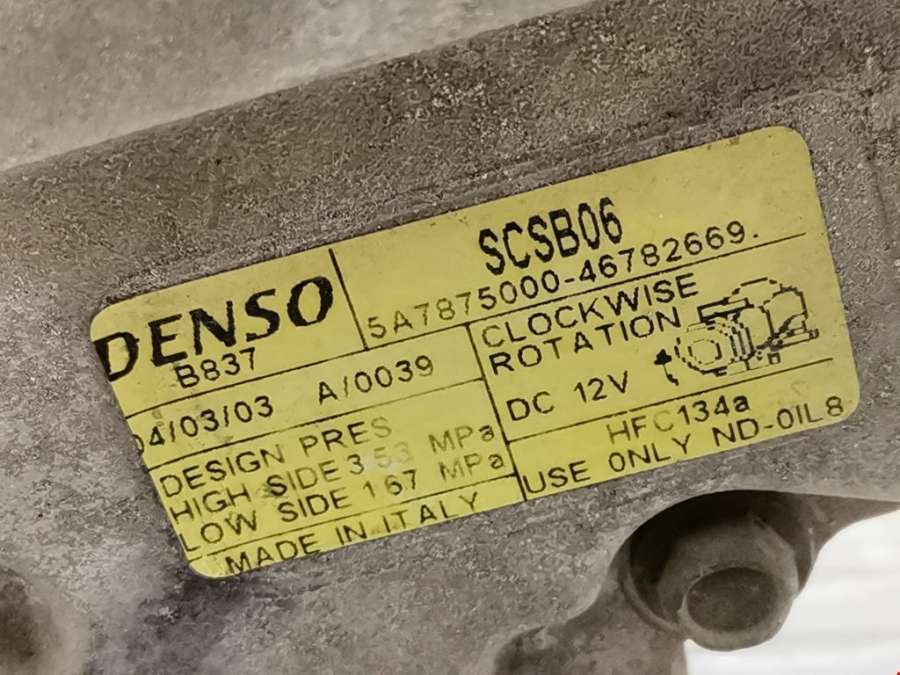 DENSO
B837
SCSB06
5A7875000-46782669.
04/03/03 A/0039
CLOCKWISE
ROTATION
DC 12V
DESIGN PRES
HIGH SIDE 3.53 MPa
LOW SIDE 1.67 MPa
HFC134a
USE ONLY ND-OIL8
MADE IN ITALY